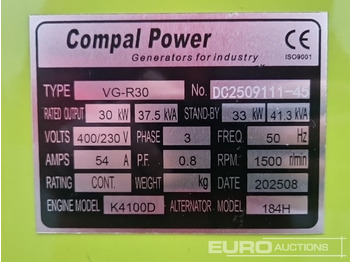 Compal Power
Generators for industry
CE
ISO9001
TYPE VG-R30 No. DC2509111-45
RATED OUTPUT 30 kW 37.5 kVA STAND-BY 33 kW 41.3 kVA
VOLTS 400/230 V PHASE 3 FREQ. 50 Hz
AMPS 54 A P.F. 0.8 RPM. 1500 r/min
RATING CONT. WEIGHT kg DATE 202508
ENGINE MODEL K4100D ALTERNATOR MODEL 184H
EURO AUCTIONS